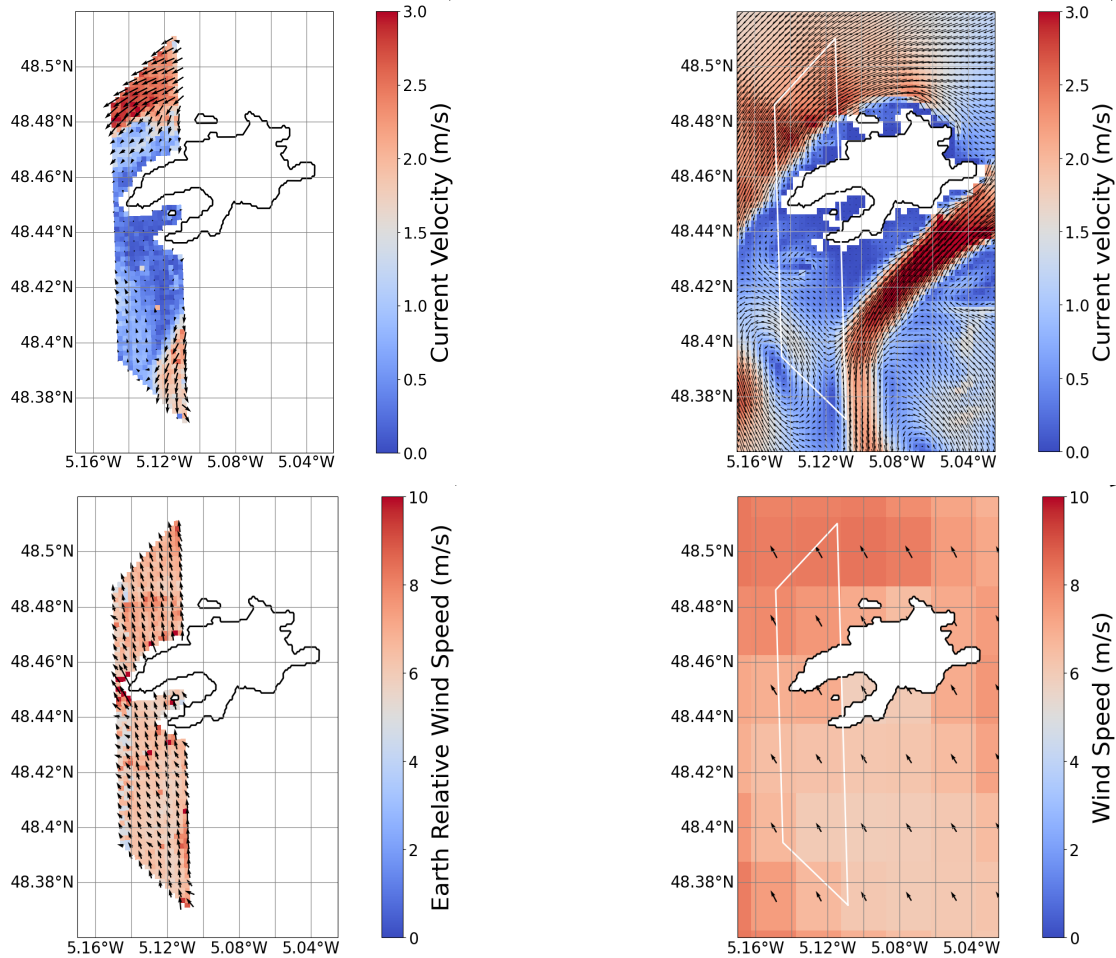 48.5°N
48.48°N
48.46°N
48.44°N
48.42°N
48.4°N
48.38°N
5.16°W 5.12°W 5.08°W 5.04°W
3.0
2.5
2.0
1.5
1.0
0.5
0.0
Current Velocity (m/s)
48.5°N
48.48°N
48.46°N
48.44°N
48.42°N
48.4°N
48.38°N
5.16°W 5.12°W 5.08°W 5.04°W
3.0
2.5
2.0
1.5
1.0
0.5
0.0
Current velocity (m/s)
48.5°N
48.48°N
48.46°N
48.44°N
48.42°N
48.4°N
48.38°N
5.16°W 5.12°W 5.08°W 5.04°W
10
8
6
4
2
0
Earth Relative Wind Speed (m/s)
48.5°N
48.48°N
48.46°N
48.44°N
48.42°N
48.4°N
48.38°N
5.16°W 5.12°W 5.08°W 5.04°W
10
8
6
4
2
0
Wind Speed (m/s)